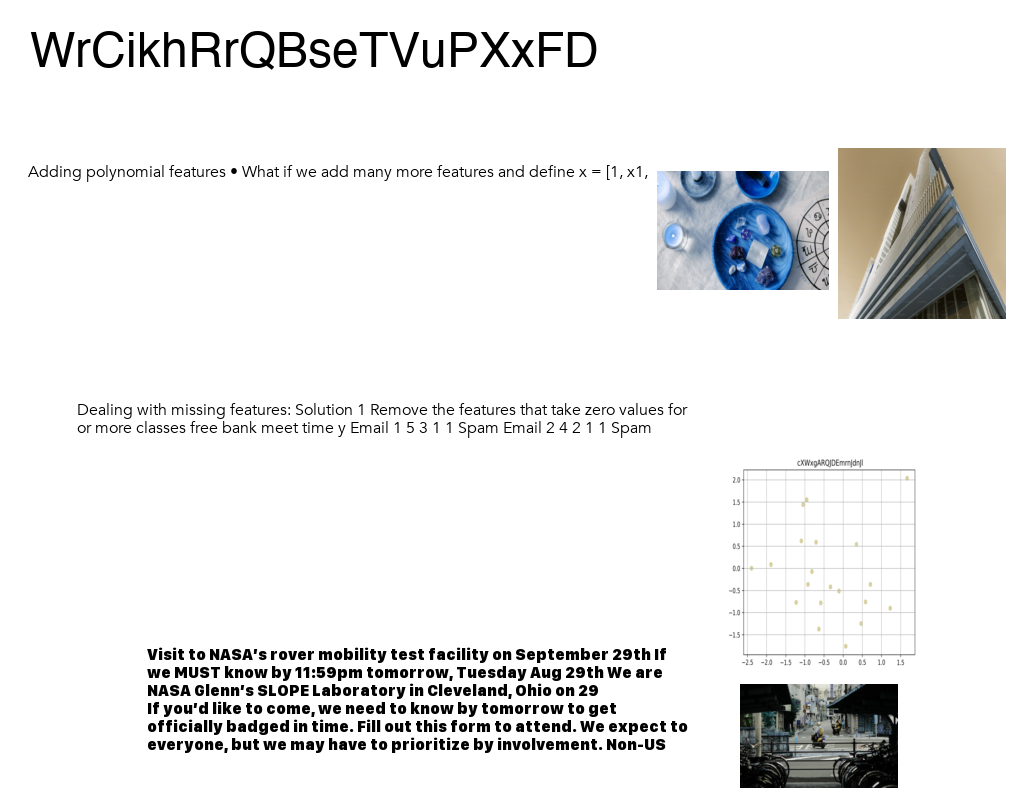 WrCikhRrQBseTVuPXxFD
Adding polynomial features • What if we add many more features and define x = [1, x1,
Dealing with missing features: Solution 1 Remove the features that take zero values for
or more classes free bank meet time y Email 1 5 3 1 1 Spam Email 2 4 2 1 1 Spam
cXWxgARQJDEmmJdnJl
2.0
1.5
1.0
0.5
0.0
−0.5
−1.0
−1.5
−2.5 −2.0 −1.5 −1.0 −0.5 0.0 0.5 1.0 1.5
Visit to NASA's rover mobility test facility on September 29th If
we MUST know by 11:59pm tomorrow, Tuesday Aug 29th We are
NASA Glenn's SLOPE Laboratory in Cleveland, Ohio on 29
If you'd like to come, we need to know by tomorrow to get
officially badged in time. Fill out this form to attend. We expect to
everyone, but we may have to prioritize by involvement. Non-US